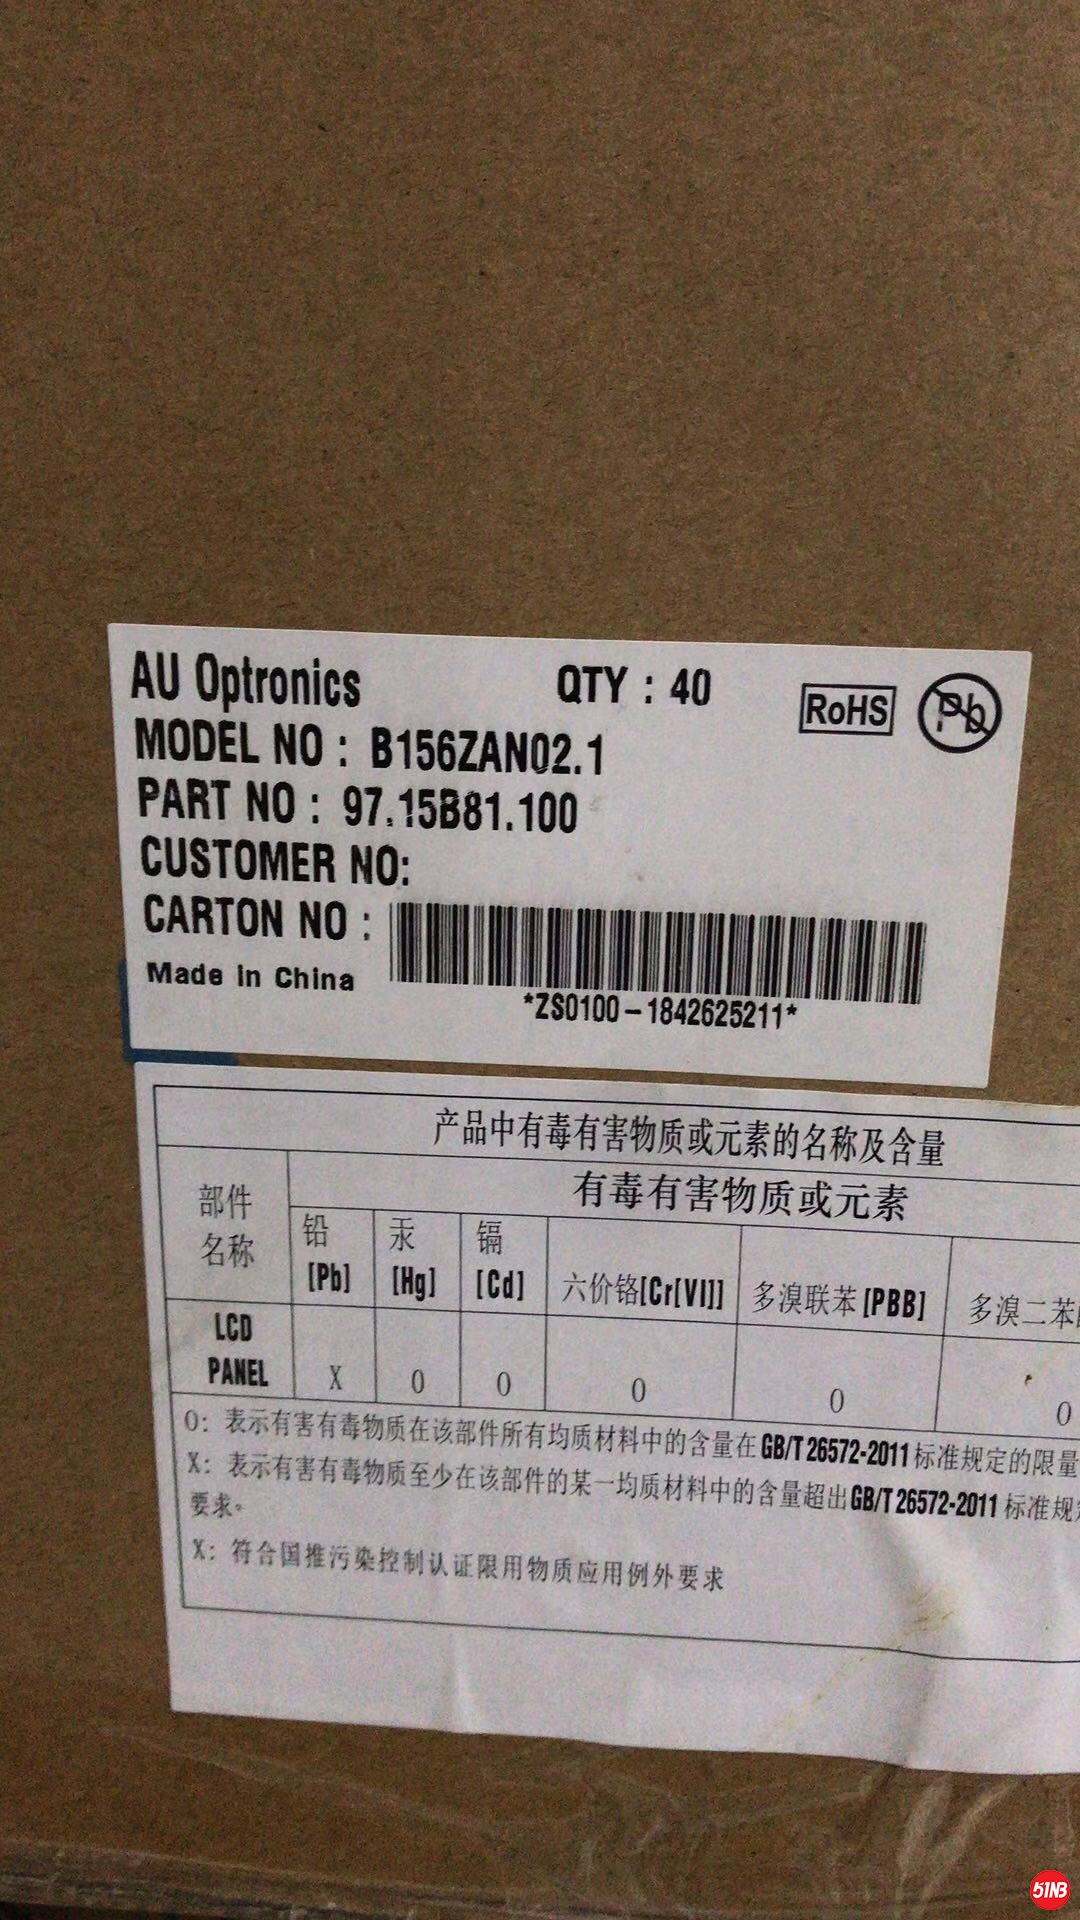 AU Optronics QTY : 40 RoHS Pb
MODEL NO : B156ZAN02.1
PART NO : 97.15B81.100
CUSTOMER NO:
CARTON NO :
Made in China
*ZS0100-1842625211*
产品中有毒有害物质或元素的名称及含量
部件名称 有毒有害物质或元素
铅[Pb] 汞[Hg] 镉[Cd] 六价铬[Cr[VI]] 多溴联苯[PBB] 多溴二苯
LCD PANEL X 0 0 0 0 0
0: 表示有害有毒物质在该部件所有均质材料中的含量在GB/T 26572-2011标准规定的限量
X: 表示有害有毒物质至少在该部件的某一均质材料中的含量超出GB/T 26572-2011 标准规
要求。
X: 符合国推污染控制认证限用物质应用例外要求
51NB